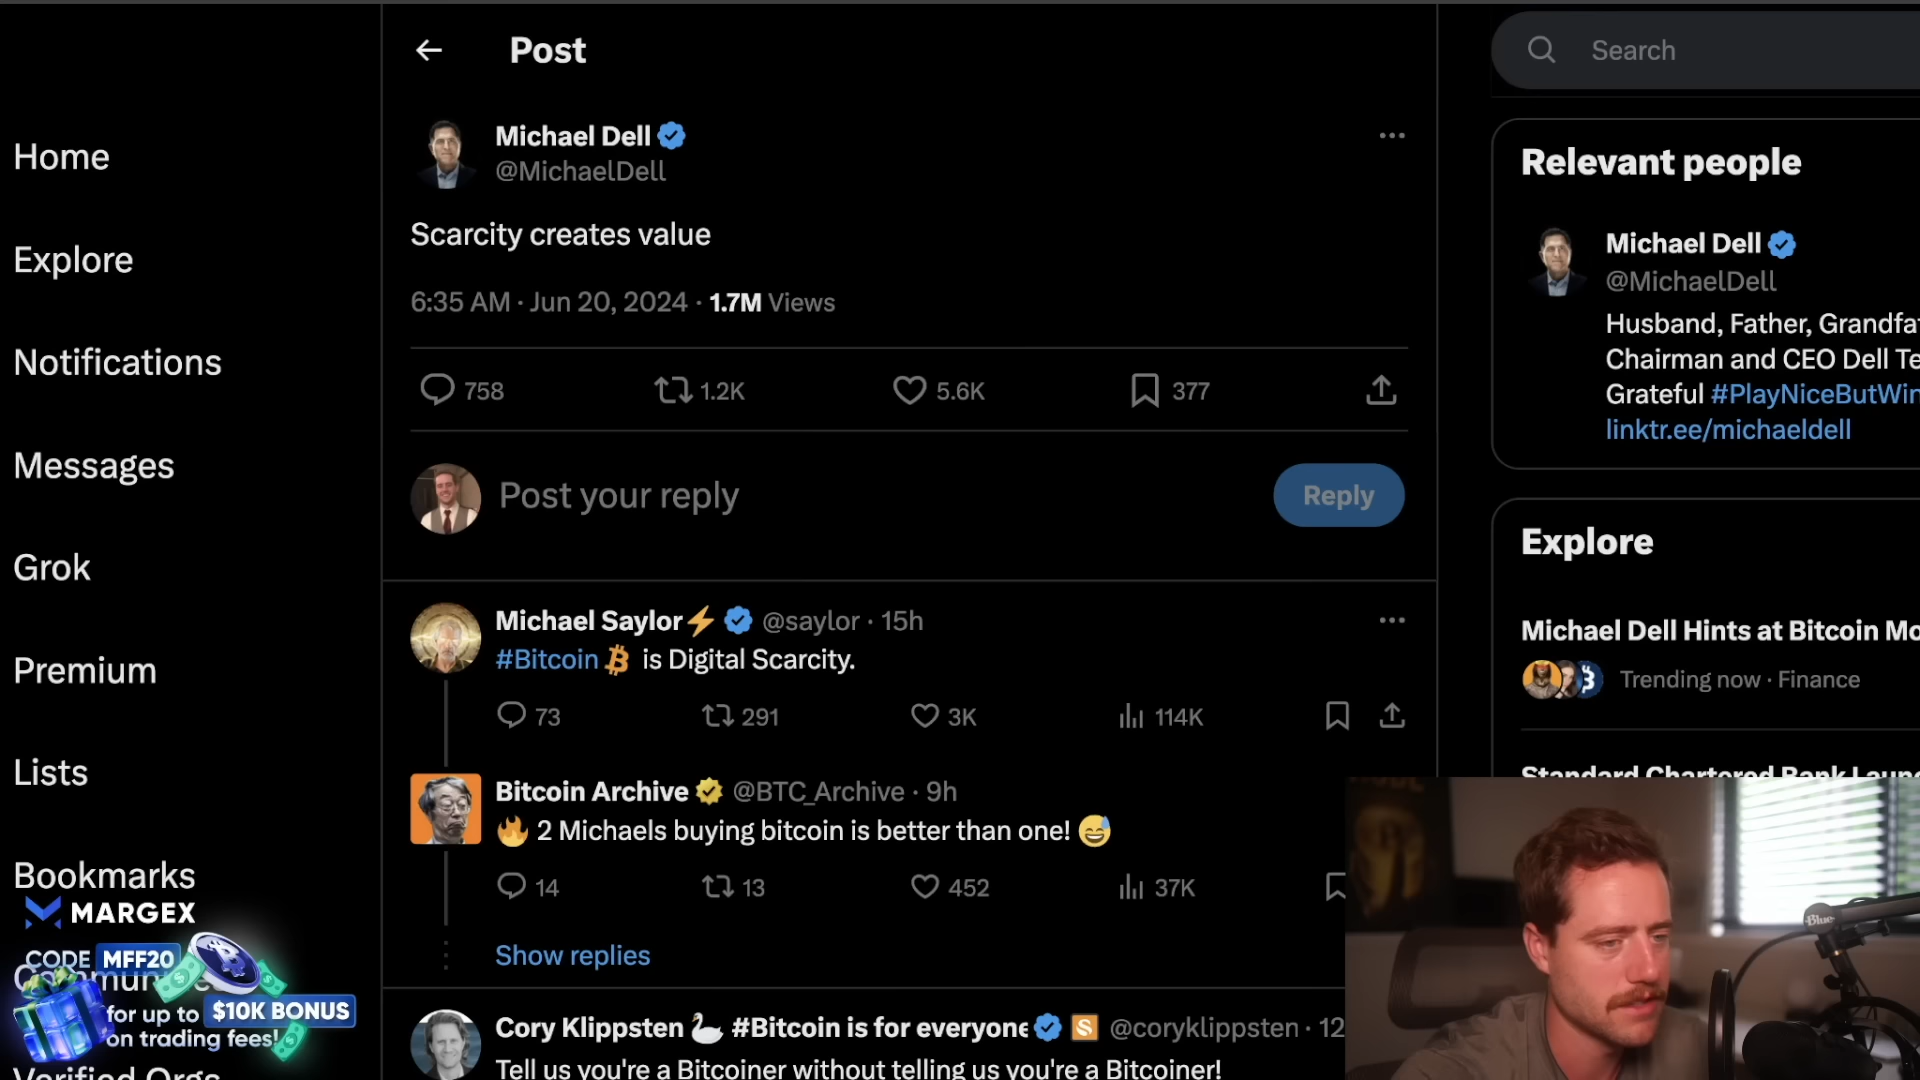 Post
Search
Home
Explore
Notifications
Messages
Grok
Premium
Lists
Bookmarks
MARGEX
CODE MFF20
for up to $10K BONUS
on trading fees!
Verified Orgs
Michael Dell
@MichaelDell
Scarcity creates value
6:35 AM · Jun 20, 2024 · 1.7M Views
758 1.2K 5.6K 377
Post your reply
Reply
Michael Saylor⚡ @saylor · 15h
#Bitcoin is Digital Scarcity.
73 291 3K 114K
Bitcoin Archive @BTC_Archive · 9h
🔥 2 Michaels buying bitcoin is better than one! 😅
14 13 452 37K
Show replies
Cory Klippsten 🦢 #Bitcoin is for everyone @coryklippsten · 12
Tell us you're a Bitcoiner without telling us you're a Bitcoiner!
Relevant people
Michael Dell
@MichaelDell
Husband, Father, Grandfat
Chairman and CEO Dell Te
Grateful #PlayNiceButWin
linktr.ee/michaeldell
Explore
Michael Dell Hints at Bitcoin Mo
Trending now · Finance
Standard Chartered Bank Laun
Blue